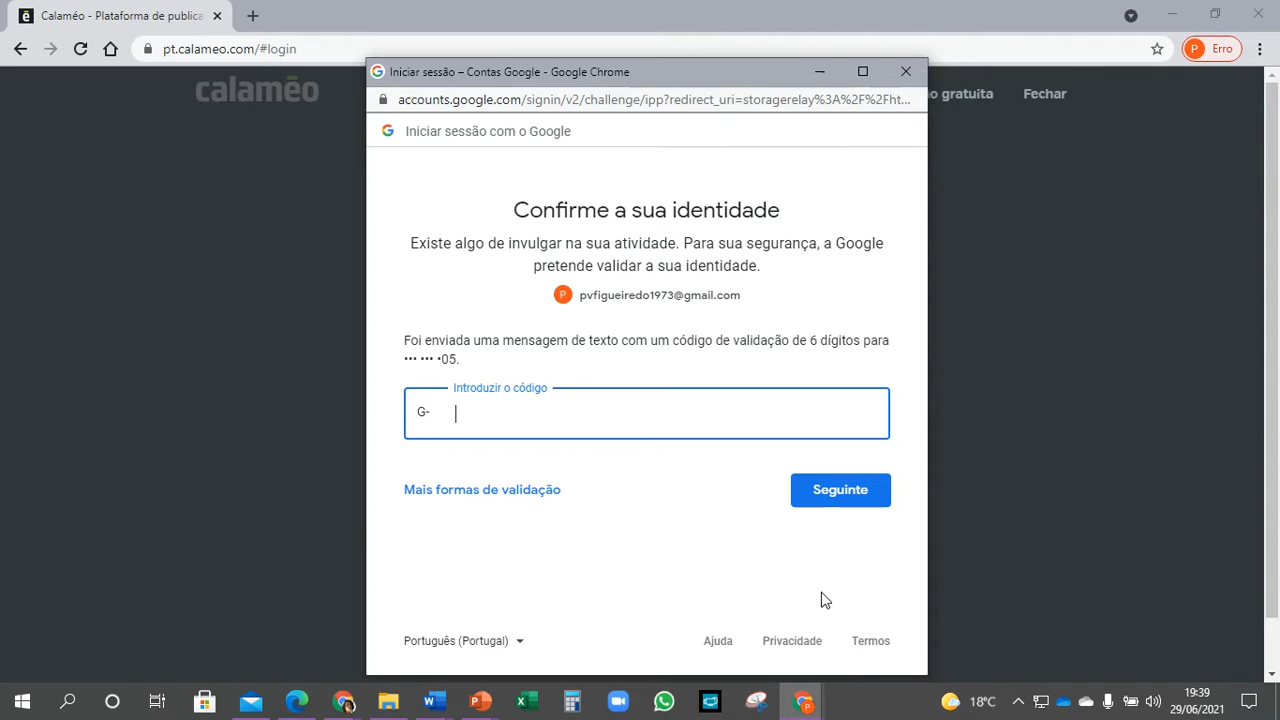 Calaméo - Plataforma de publica
pt.calameo.com/#login
P Erro
calamēo
o gratuita
Fechar
Iniciar sessão – Contas Google - Google Chrome
accounts.google.com/signin/v2/challenge/ipp?redirect_uri=storagerelay%3A%2F%2Fht...
Iniciar sessão com o Google
Confirme a sua identidade
Existe algo de invulgar na sua atividade. Para sua segurança, a Google
pretende validar a sua identidade.
P pvfigueiredo1973@gmail.com
Foi enviada uma mensagem de texto com um código de validação de 6 dígitos para
••• ••• •05.
Introduzir o código
G-
Mais formas de validação
Seguinte
Português (Portugal)
Ajuda
Privacidade
Termos
18°C
19:39
29/06/2021